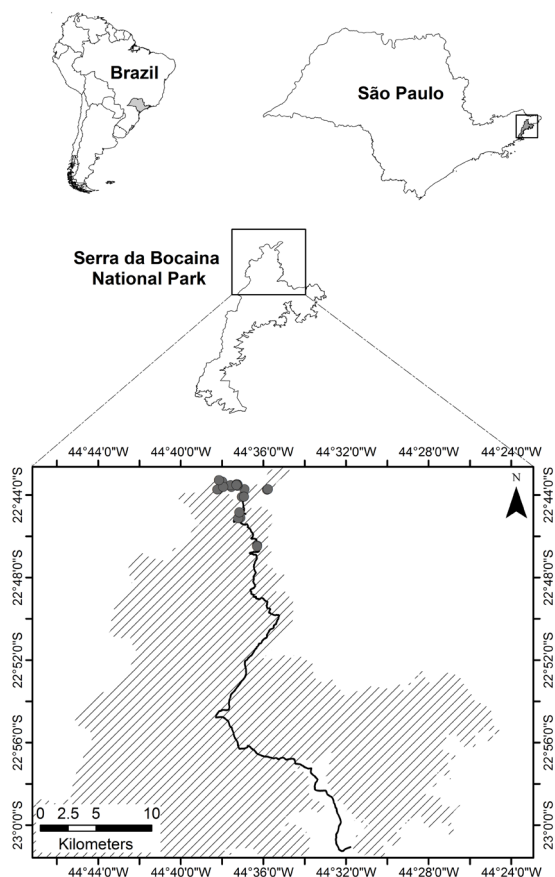 Brazil
São Paulo
Serra da Bocaina
National Park
44°44'0"W 44°40'0"W 44°36'0"W 44°32'0"W 44°28'0"W 44°24'0"W
N
22°44'0"S 22°44'0"S
22°48'0"S 22°48'0"S
22°52'0"S 22°52'0"S
22°56'0"S 22°56'0"S
23°0'0"S 23°0'0"S
0 2.5 5 10
Kilometers
44°44'0"W 44°40'0"W 44°36'0"W 44°32'0"W 44°28'0"W 44°24'0"W